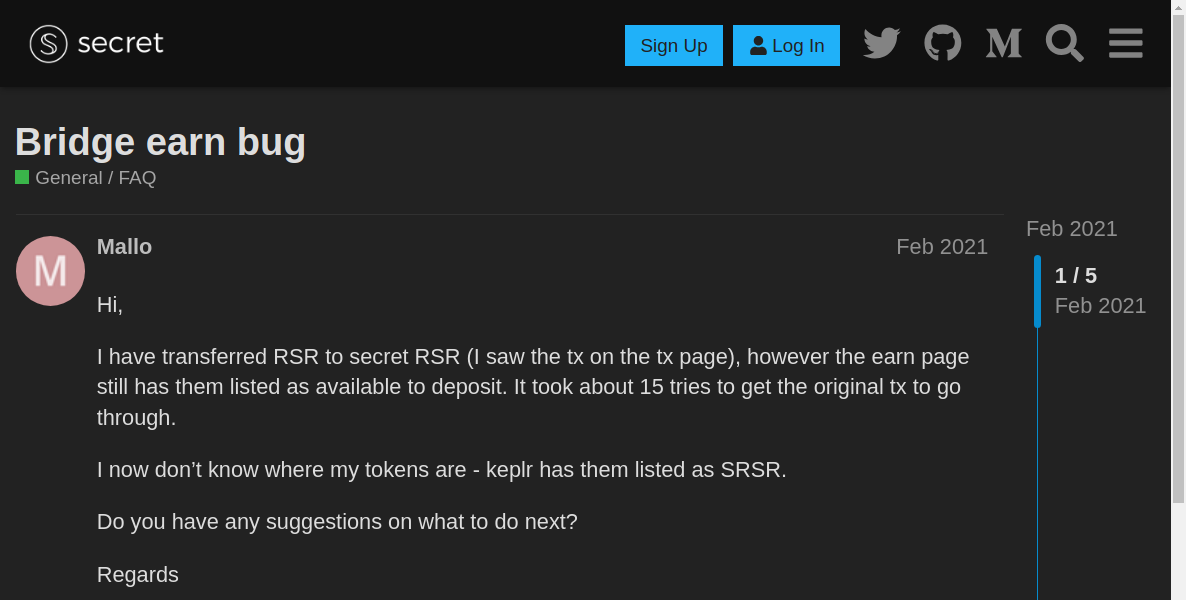 secret
Sign Up
Log In
Bridge earn bug
General / FAQ
M
Mallo
Feb 2021
Hi,
I have transferred RSR to secret RSR (I saw the tx on the tx page), however the earn page
still has them listed as available to deposit. It took about 15 tries to get the original tx to go
through.
I now don’t know where my tokens are - keplr has them listed as SRSR.
Do you have any suggestions on what to do next?
Regards
Feb 2021
1 / 5
Feb 2021